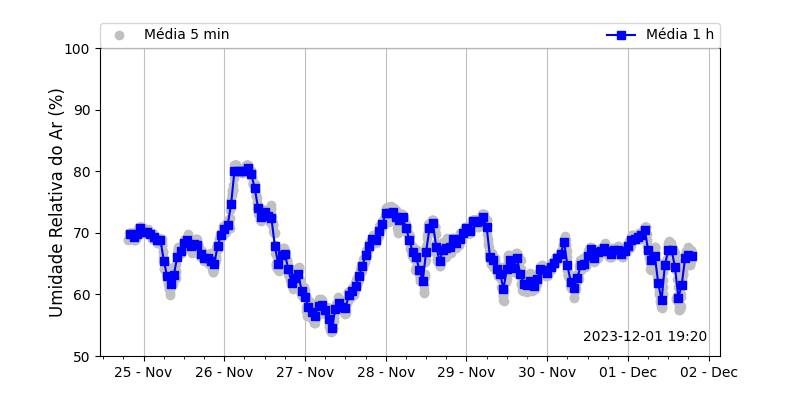 Média 5 min
Média 1 h
Umidade Relativa do Ar (%)
100
90
80
70
60
50
2023-12-01 19:20
25 - Nov
26 - Nov
27 - Nov
28 - Nov
29 - Nov
30 - Nov
01 - Dec
02 - Dec